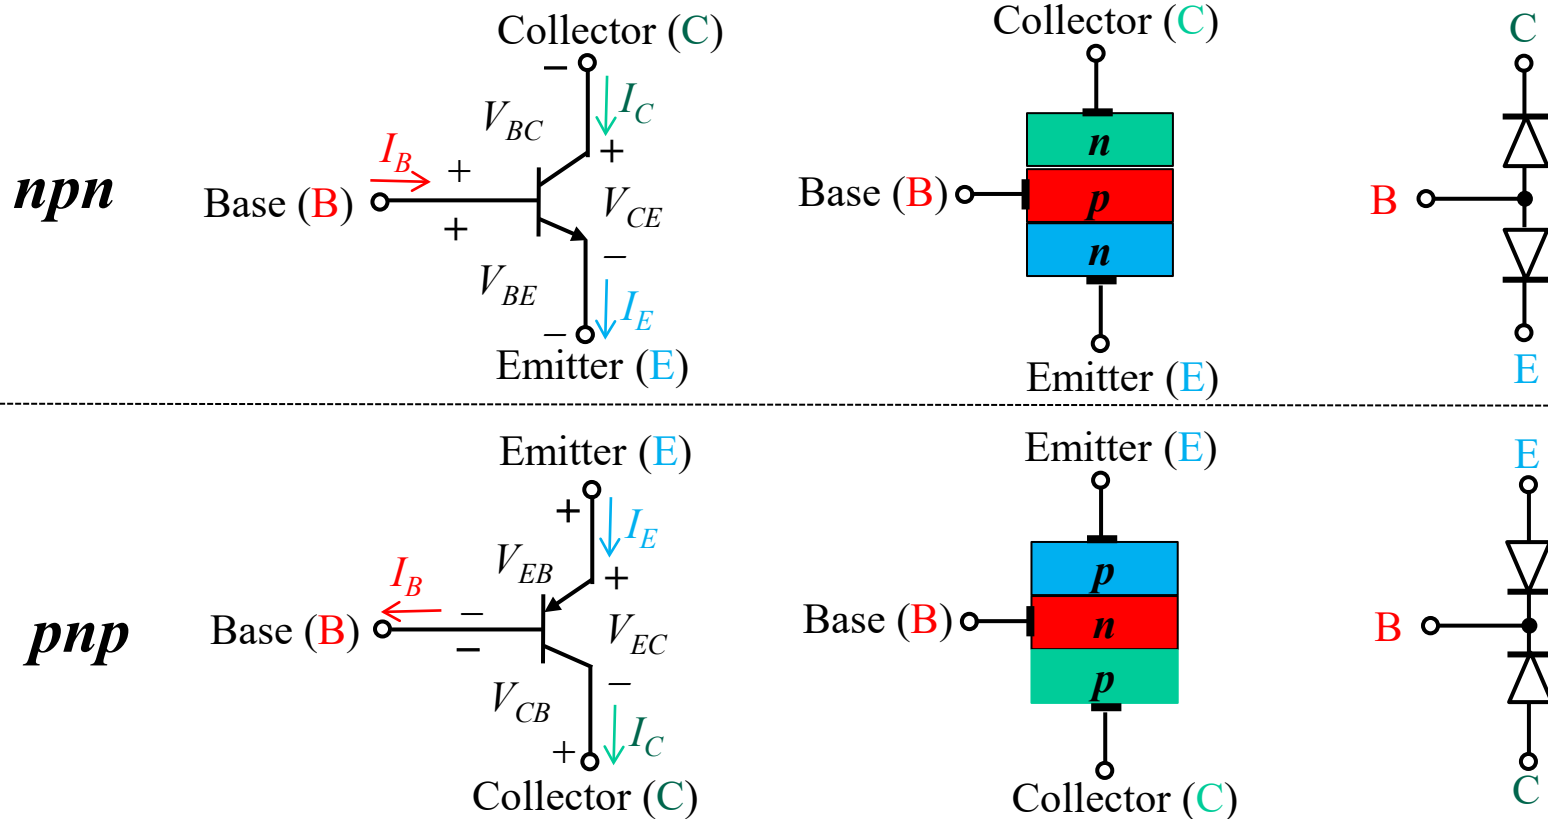 Collector (C)
−
I_C
V_BC
+
I_B
+
npn
Base (B)
V_CE
+
−
V_BE
I_E
−
Emitter (E)
Collector (C)
n
Base (B)
p
n
Emitter (E)
C
B
E
Emitter (E)
+
I_E
V_EB
+
I_B
−
pnp
Base (B)
V_EC
−
−
V_CB
I_C
+
Collector (C)
Emitter (E)
p
Base (B)
n
p
Collector (C)
E
B
C